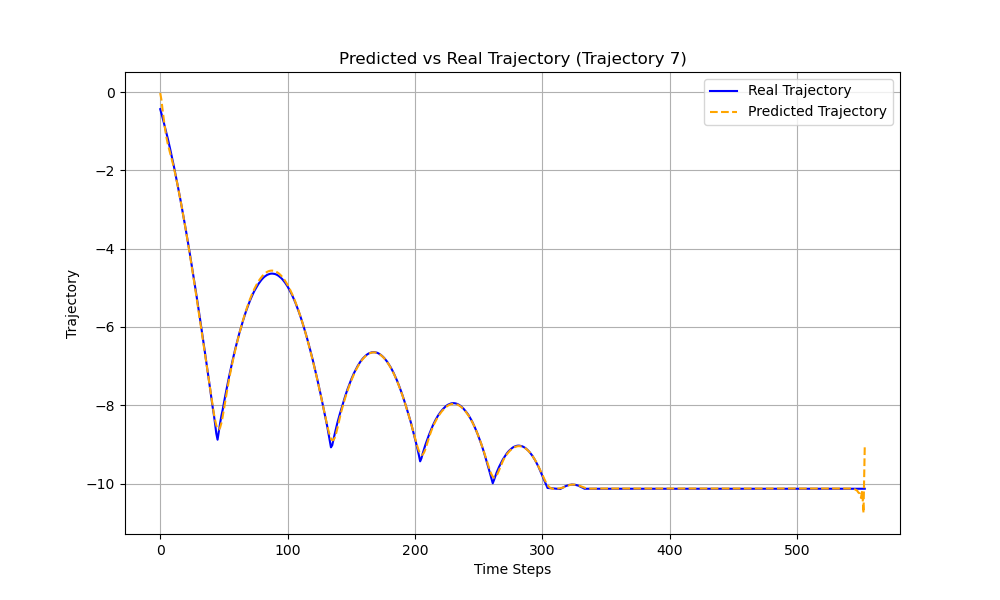 Predicted vs Real Trajectory (Trajectory 7)
Real Trajectory
Predicted Trajectory
0
−2
−4
−6
−8
−10
Trajectory
0 100 200 300 400 500
Time Steps